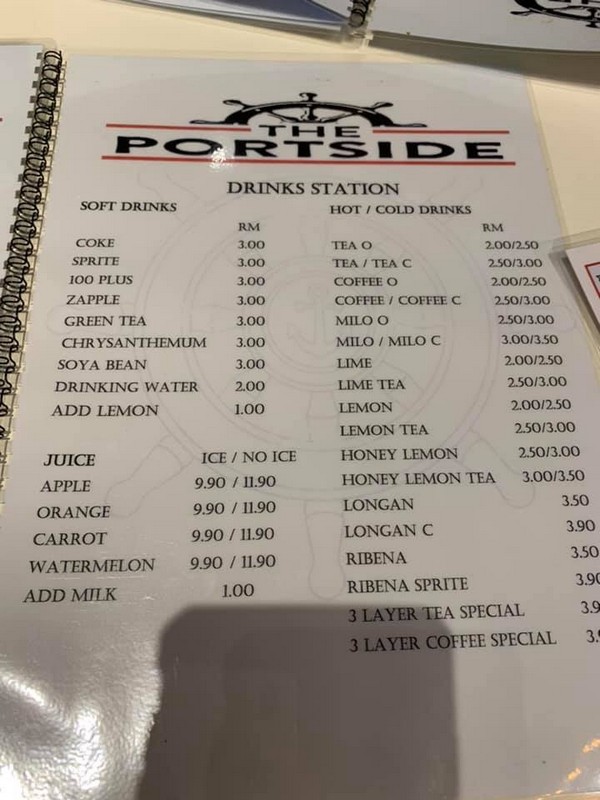 THE
PORTSIDE
DRINKS STATION
SOFT DRINKS
RM
COKE 3.00
SPRITE 3.00
100 PLUS 3.00
ZAPPLE 3.00
GREEN TEA 3.00
CHRYSANTHEMUM 3.00
SOYA BEAN 3.00
DRINKING WATER 2.00
ADD LEMON 1.00
JUICE ICE / NO ICE
APPLE 9.90 / 11.90
ORANGE 9.90 / 11.90
CARROT 9.90 / 11.90
WATERMELON 9.90 / 11.90
ADD MILK 1.00
HOT / COLD DRINKS
RM
TEA O 2.00/2.50
TEA / TEA C 2.50/3.00
COFFEE O 2.00/2.50
COFFEE / COFFEE C 2.50/3.00
MILO O 2.50/3.00
MILO / MILO C 3.00/3.50
LIME 2.00/2.50
LIME TEA 2.50/3.00
LEMON 2.00/2.50
LEMON TEA 2.50/3.00
HONEY LEMON 2.50/3.00
HONEY LEMON TEA 3.00/3.50
LONGAN 3.50
LONGAN C 3.90
RIBENA 3.50
RIBENA SPRITE 3.90
3 LAYER TEA SPECIAL 3.9
3 LAYER COFFEE SPECIAL 3.